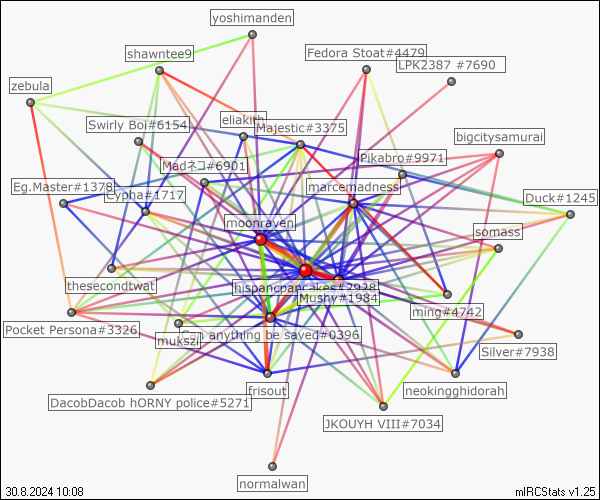 yoshimanden
shawntee9
Fedora Stoat#4479
LPK2387 #7690
zebula
eliakith
Swirly Boi#6154
Majestic#3375
bigcitysamurai
Madネコ#6901
Pikabro#9971
Eg.Master#1378
Cypha#1717
marcemadness
Duck#1245
moonraven
somass
thesecondtwat
hispancpancakes#2928
Mushy#1984
ming#4742
Pocket Persona#3326
mukszi
anything be saved#0396
Silver#7938
DacobDacob hORNY police#5271
frisout
neokingghidorah
JKOUYH VIII#7034
normalwan
30.8.2024 10:08
mIRCStats v1.25